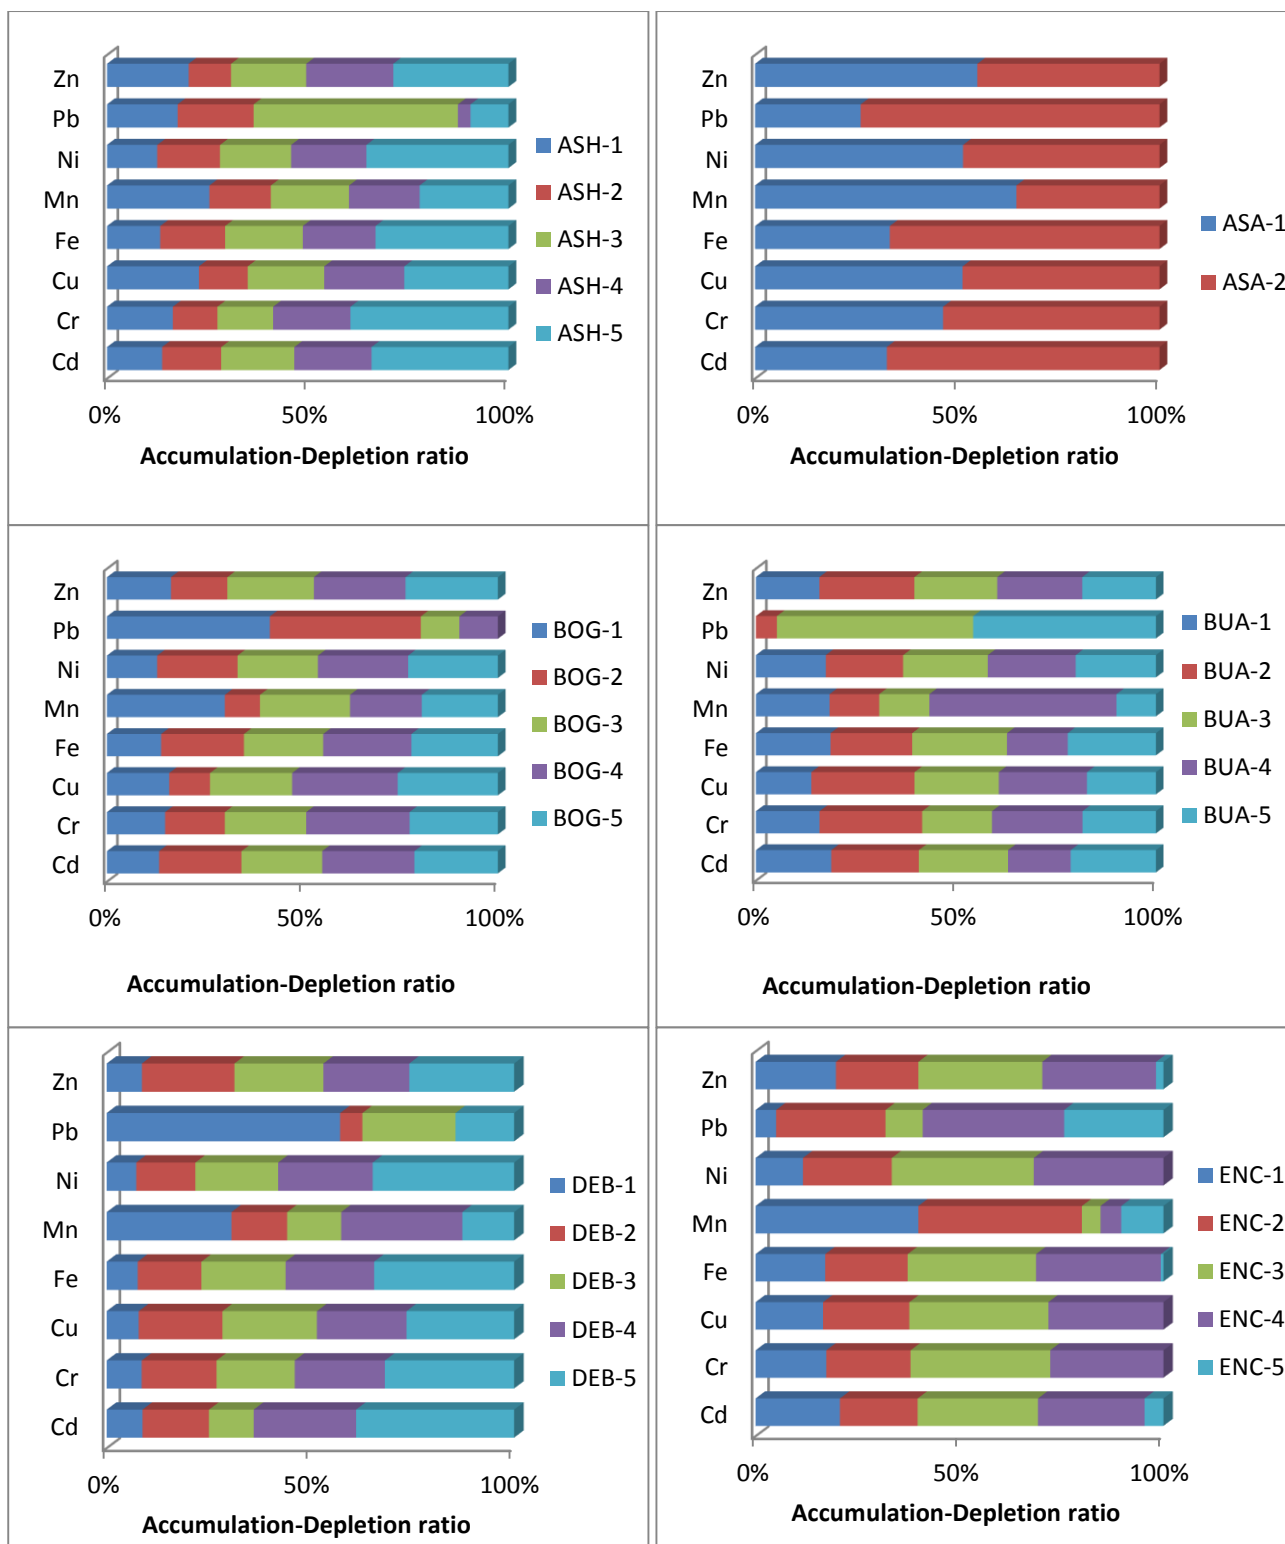 Zn
Pb
Ni
Mn
Fe
Cu
Cr
Cd
0% 50% 100%
Accumulation-Depletion ratio
ASH-1
ASH-2
ASH-3
ASH-4
ASH-5
Zn
Pb
Ni
Mn
Fe
Cu
Cr
Cd
0% 50% 100%
Accumulation-Depletion ratio
ASA-1
ASA-2
Zn
Pb
Ni
Mn
Fe
Cu
Cr
Cd
0% 50% 100%
Accumulation-Depletion ratio
BOG-1
BOG-2
BOG-3
BOG-4
BOG-5
Zn
Pb
Ni
Mn
Fe
Cu
Cr
Cd
0% 50% 100%
Accumulation-Depletion ratio
BUA-1
BUA-2
BUA-3
BUA-4
BUA-5
Zn
Pb
Ni
Mn
Fe
Cu
Cr
Cd
0% 50% 100%
Accumulation-Depletion ratio
DEB-1
DEB-2
DEB-3
DEB-4
DEB-5
Zn
Pb
Ni
Mn
Fe
Cu
Cr
Cd
0% 50% 100%
Accumulation-Depletion ratio
ENC-1
ENC-2
ENC-3
ENC-4
ENC-5